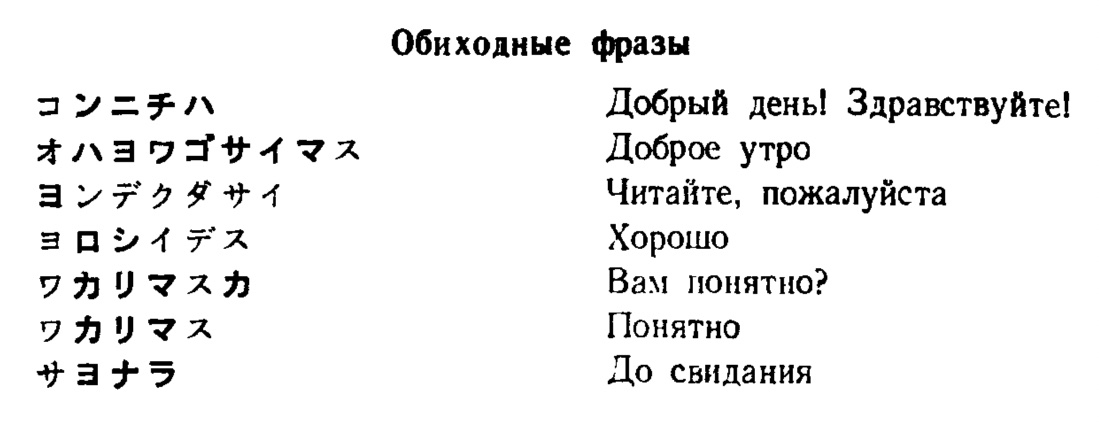 Обиходные фразы
コンニチハ Добрый день! Здравствуйте!
オハヨワゴサイマス Доброе утро
ヨンデクダサイ Читайте, пожалуйста
ヨロシイデス Хорошо
ワカリマスカ Вам понятно?
ワカリマス Понятно
サヨナラ До свидания